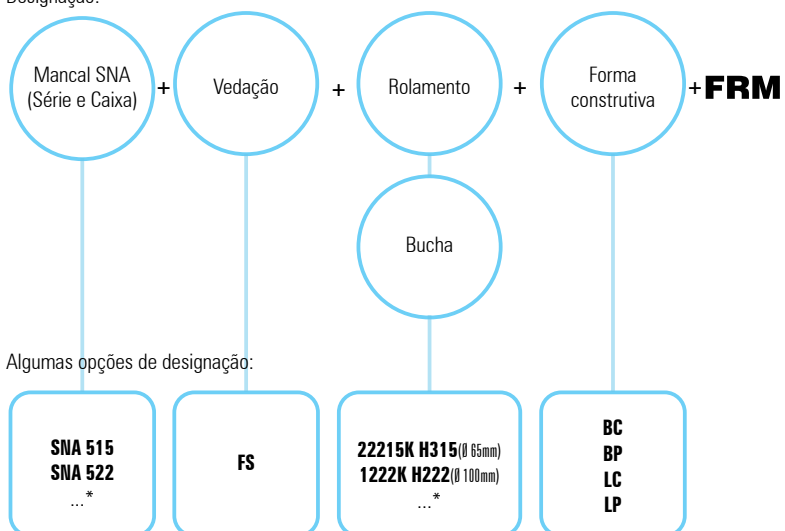 Designação:
Mancal SNA
(Série e Caixa)
+
Vedação
+
Rolamento
+
Forma
construtiva
+FRM
Bucha
Algumas opções de designação:
SNA 515
SNA 522
...*
FS
22215K H315(Ø 65mm)
1222K H222(Ø 100mm)
...*
BC
BP
LC
LP